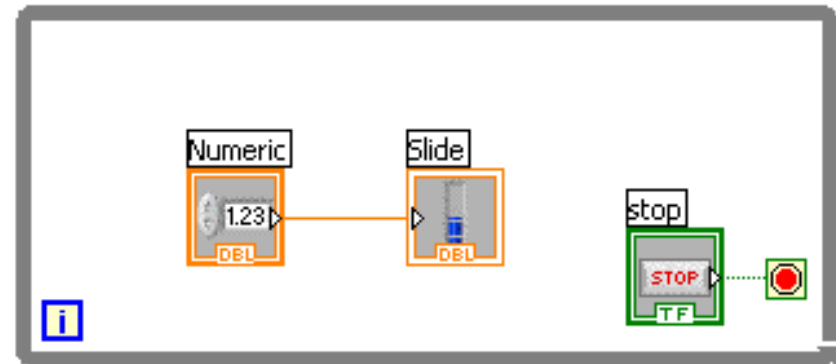 Numeric
Slide
1.23
DBL
DBL
stop
STOP
TF
i